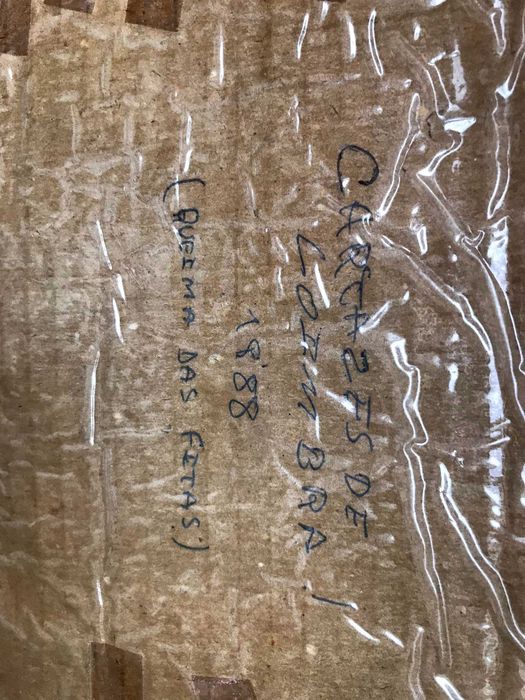 CARTAZES DE
COIMBRA!
1988
(QUEIMA DAS FITAS)